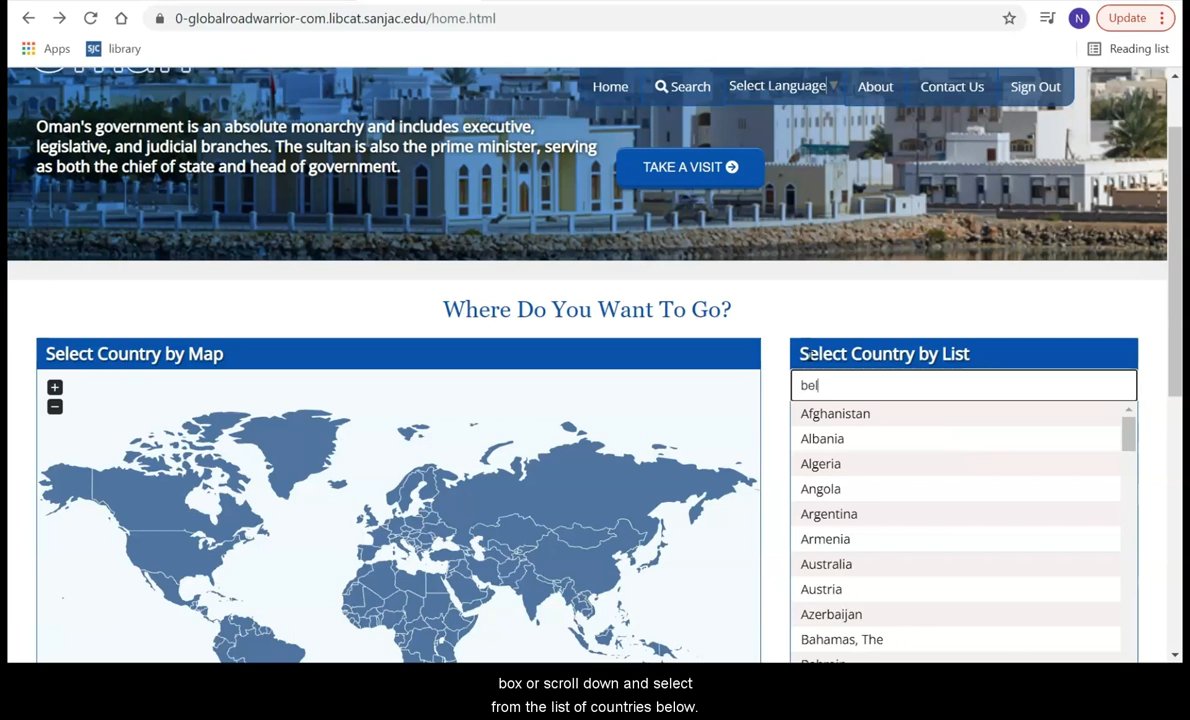 0-globalroadwarrior-com.libcat.sanjac.edu/home.html
N
Update
Apps
SJC
library
Reading list
Home
Search
Select Language
About
Contact Us
Sign Out
Oman's government is an absolute monarchy and includes executive,
legislative, and judicial branches. The sultan is also the prime minister, serving
as both the chief of state and head of government.
TAKE A VISIT
Where Do You Want To Go?
Select Country by Map
+
−
Select Country by List
bel
Afghanistan
Albania
Algeria
Angola
Argentina
Armenia
Australia
Austria
Azerbaijan
Bahamas, The
box or scroll down and select
from the list of countries below.